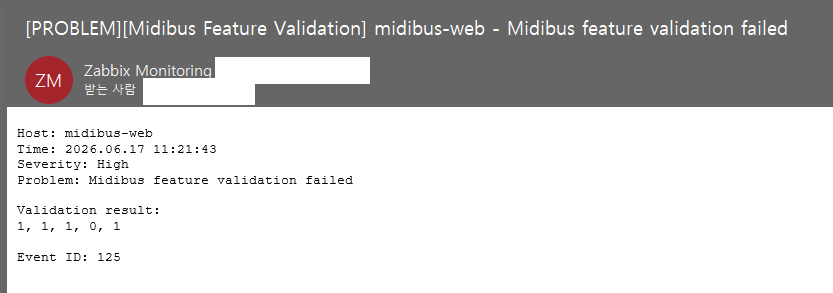 [PROBLEM][Midibus Feature Validation] midibus-web - Midibus feature validation failed
ZM
Zabbix Monitoring
받는 사람
Host: midibus-web
Time: 2026.06.17 11:21:43
Severity: High
Problem: Midibus feature validation failed
Validation result:
1, 1, 1, 0, 1
Event ID: 125